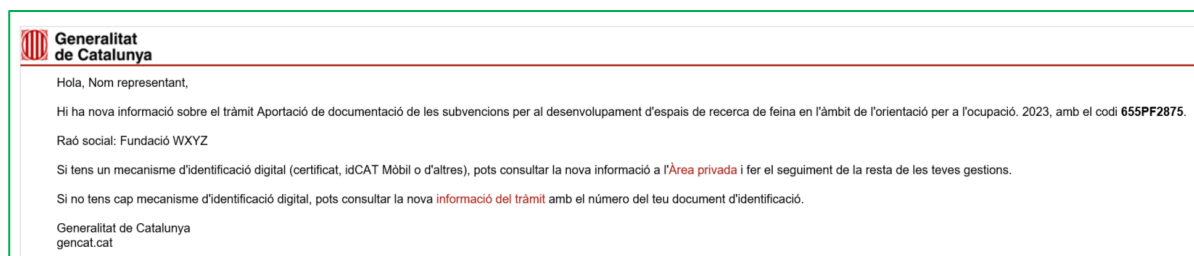 Generalitat
de Catalunya
Hola, Nom representant,
Hi ha nova informació sobre el tràmit Aportació de documentació de les subvencions per al desenvolupament d'espais de recerca de feina en l'àmbit de l'orientació per a l'ocupació. 2023, amb el codi 655PF2875.
Raó social: Fundació WXYZ
Si tens un mecanisme d'identificació digital (certificat, idCAT Mòbil o d'altres), pots consultar la nova informació a l'Àrea privada i fer el seguiment de la resta de les teves gestions.
Si no tens cap mecanisme d'identificació digital, pots consultar la nova informació del tràmit amb el número del teu document d'identificació.
Generalitat de Catalunya
gencat.cat